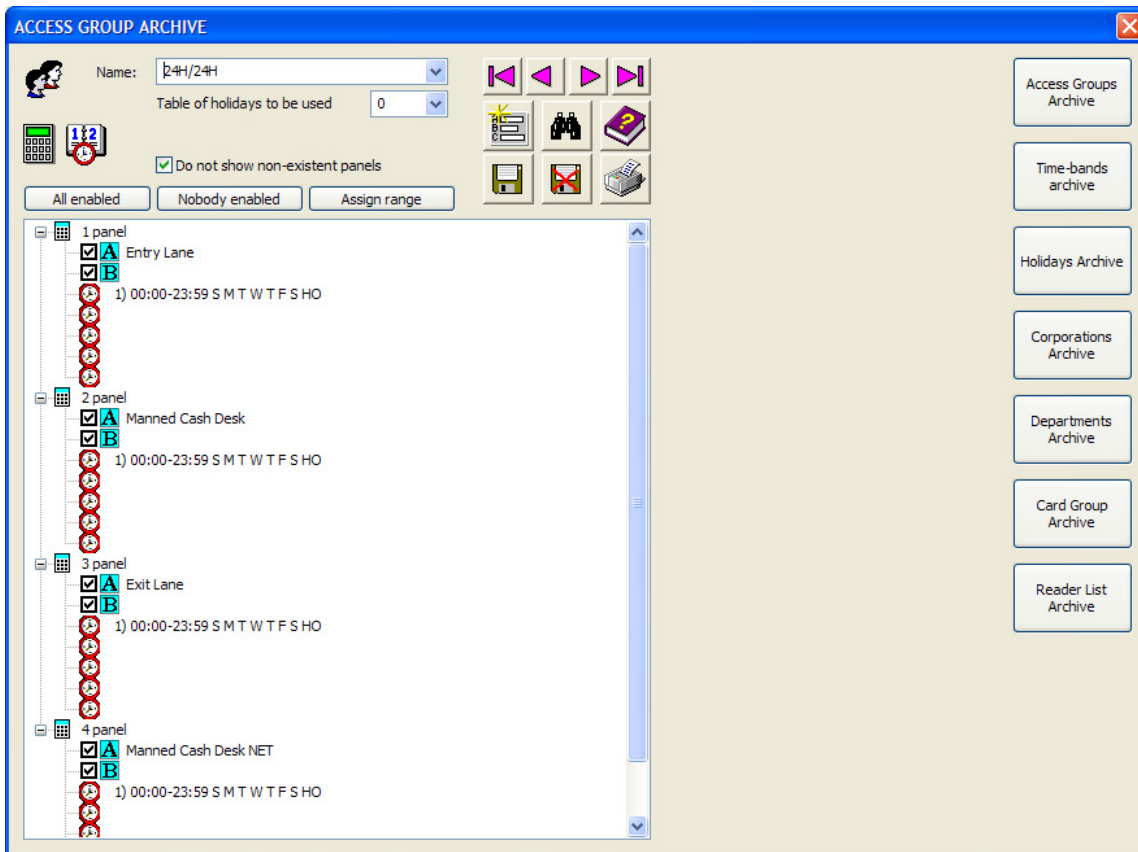 ACCESS GROUP ARCHIVE
Name: 24H/24H
Table of holidays to be used 0
Do not show non-existent panels
All enabled Nobody enabled Assign range
1 panel
A Entry Lane
B
1) 00:00-23:59 S M T W T F S HO
2 panel
A Manned Cash Desk
B
1) 00:00-23:59 S M T W T F S HO
3 panel
A Exit Lane
B
1) 00:00-23:59 S M T W T F S HO
4 panel
A Manned Cash Desk NET
B
1) 00:00-23:59 S M T W T F S HO
Access Groups
Archive
Time-bands
archive
Holidays Archive
Corporations
Archive
Departments
Archive
Card Group
Archive
Reader List
Archive